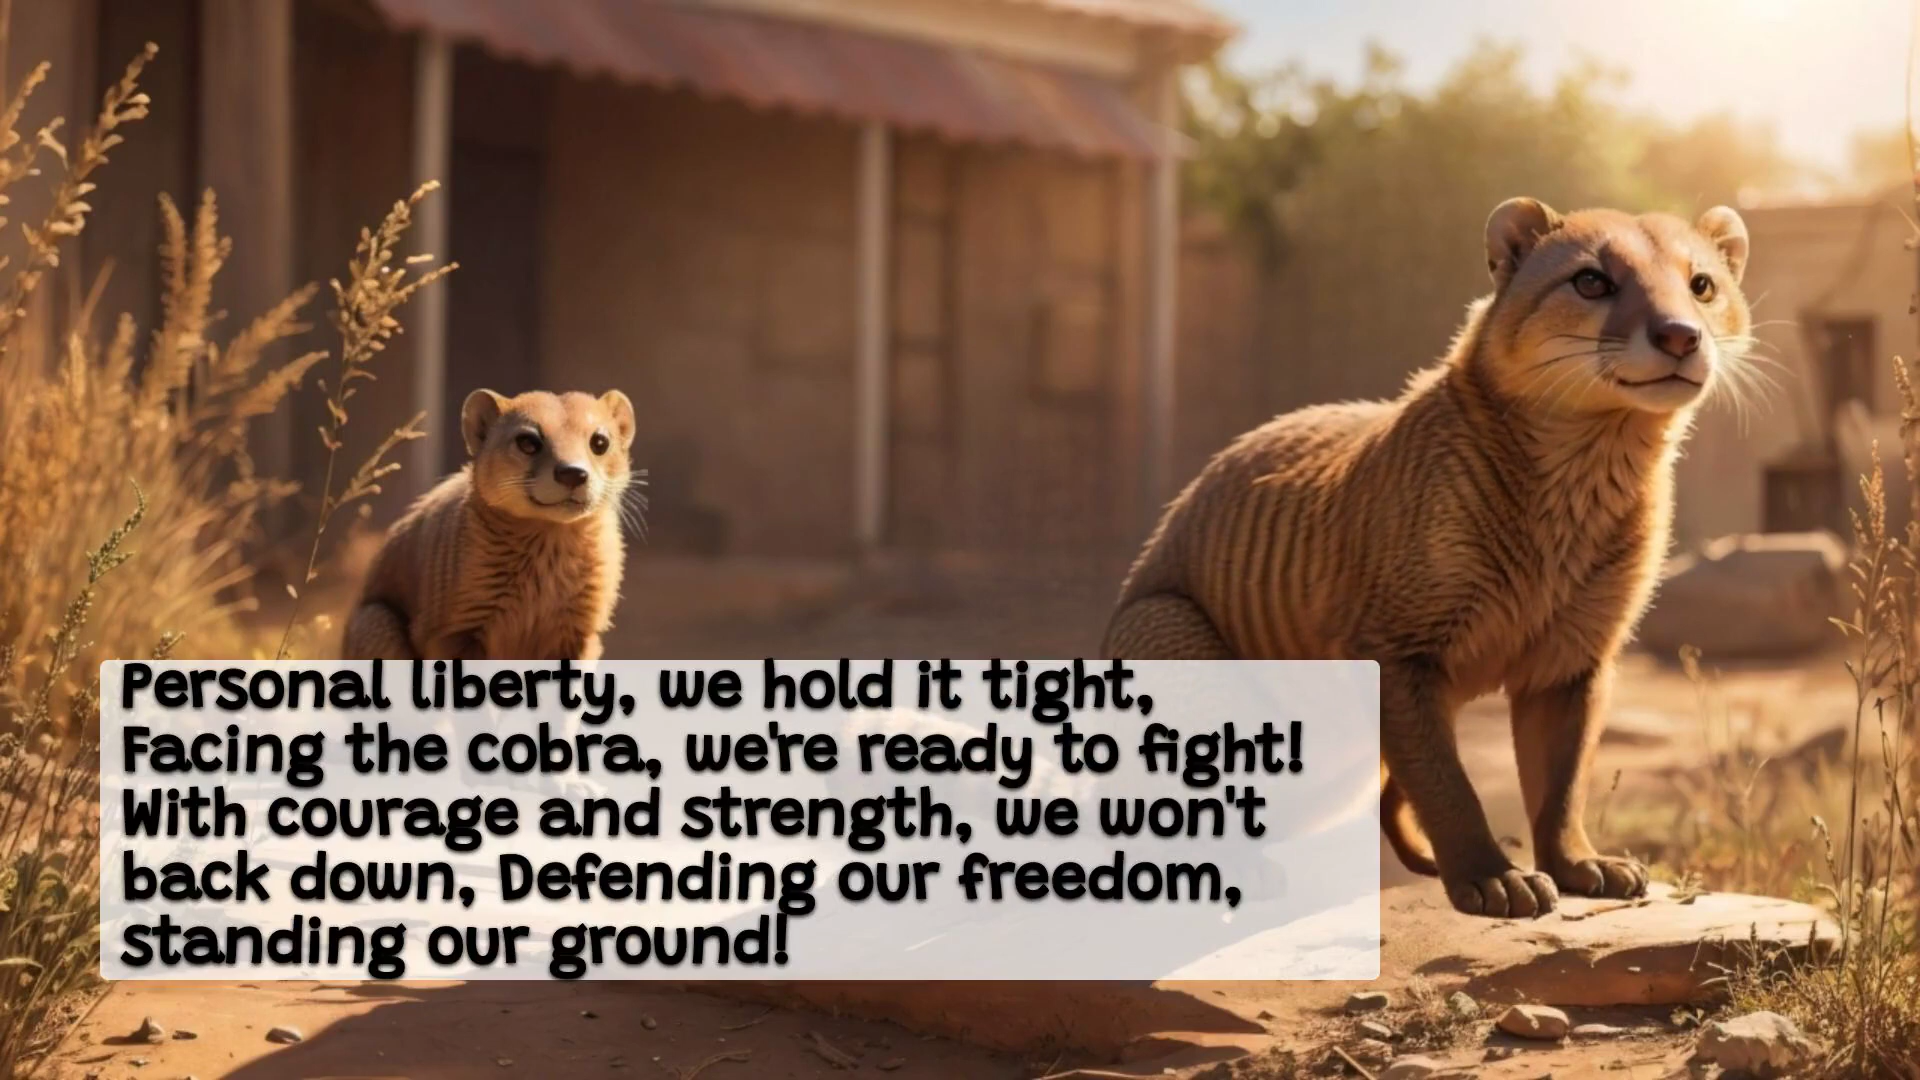 Personal liberty, we hold it tight,
Facing the cobra, we're ready to fight!
With courage and strength, we won't
back down, Defending our freedom,
standing our ground!